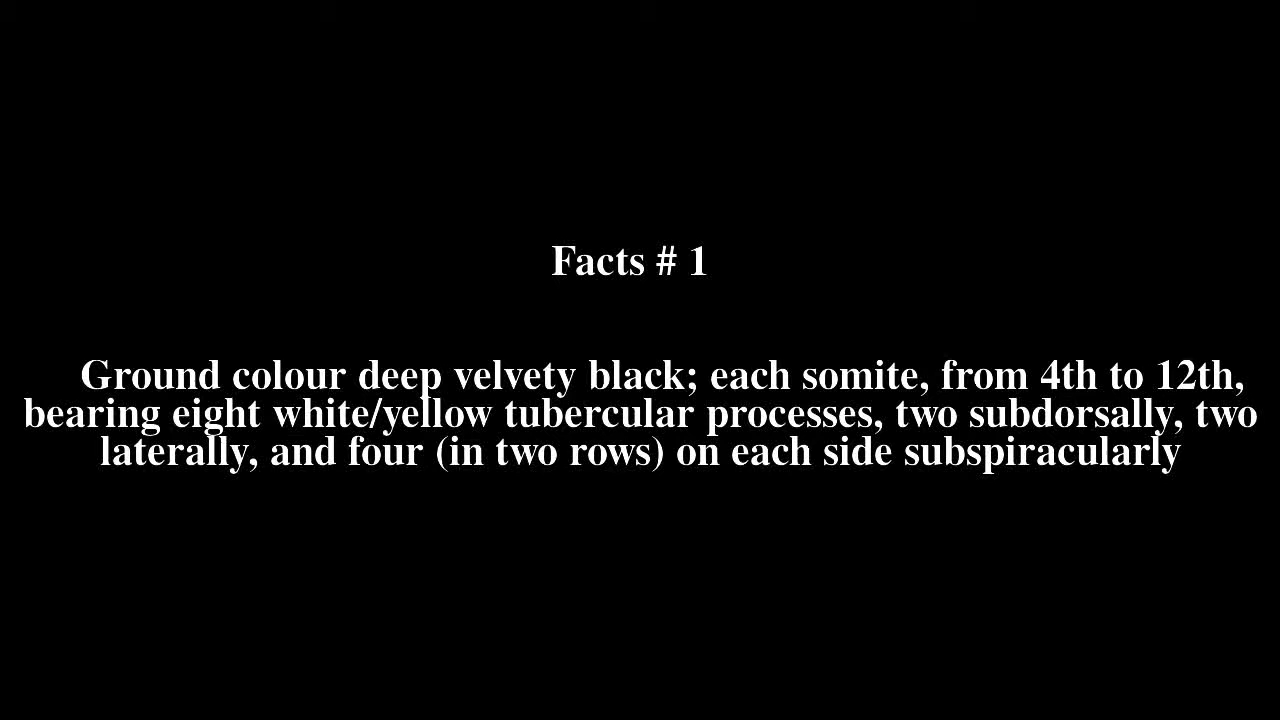 Facts # 1
Ground colour deep velvety black; each somite, from 4th to 12th,
bearing eight white/yellow tubercular processes, two subdorsally, two
laterally, and four (in two rows) on each side subspiracularly